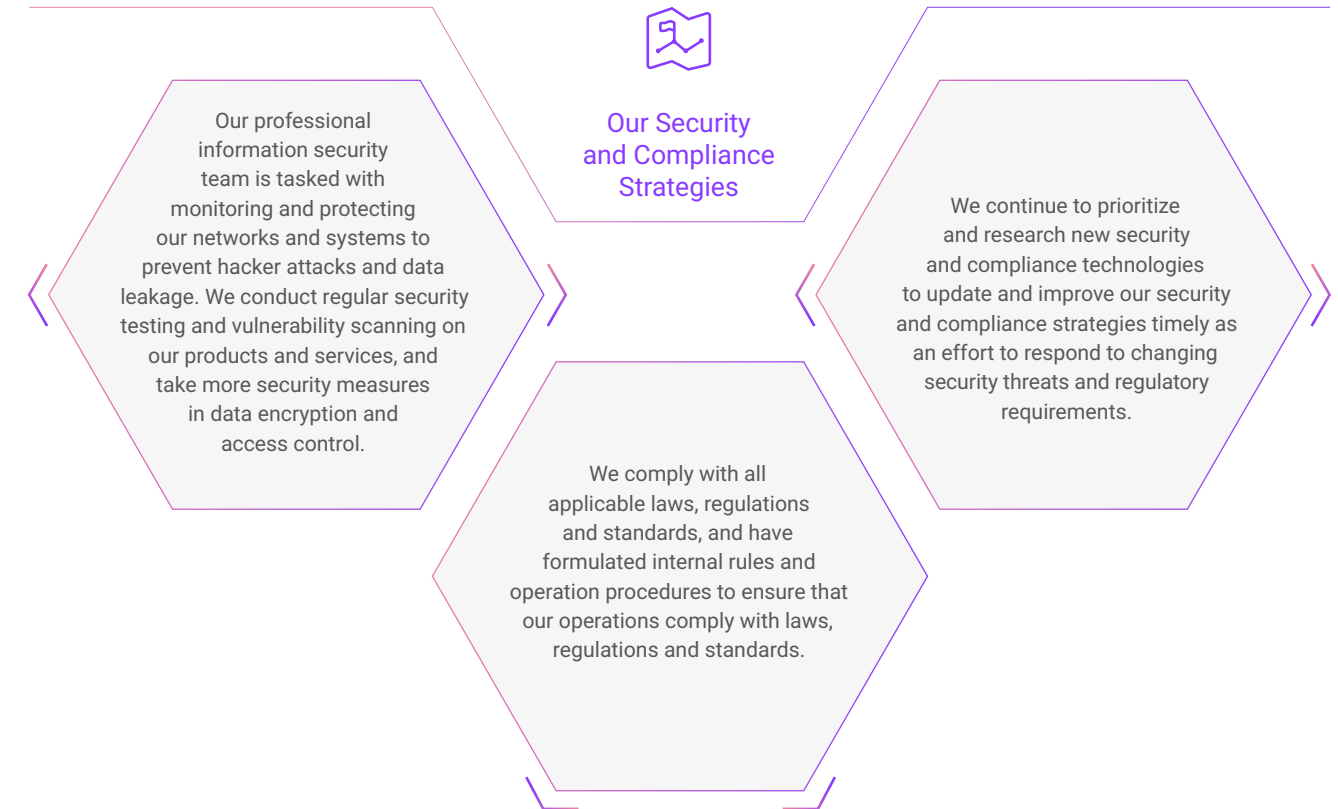 Our Security
and Compliance
Strategies
Our professional
information security
team is tasked with
monitoring and protecting
our networks and systems to
prevent hacker attacks and data
leakage. We conduct regular security
testing and vulnerability scanning on
our products and services, and
take more security measures
in data encryption and
access control.
We comply with all
applicable laws, regulations
and standards, and have
formulated internal rules and
operation procedures to ensure that
our operations comply with laws,
regulations and standards.
We continue to prioritize
and research new security
and compliance technologies
to update and improve our security
and compliance strategies timely as
an effort to respond to changing
security threats and regulatory
requirements.